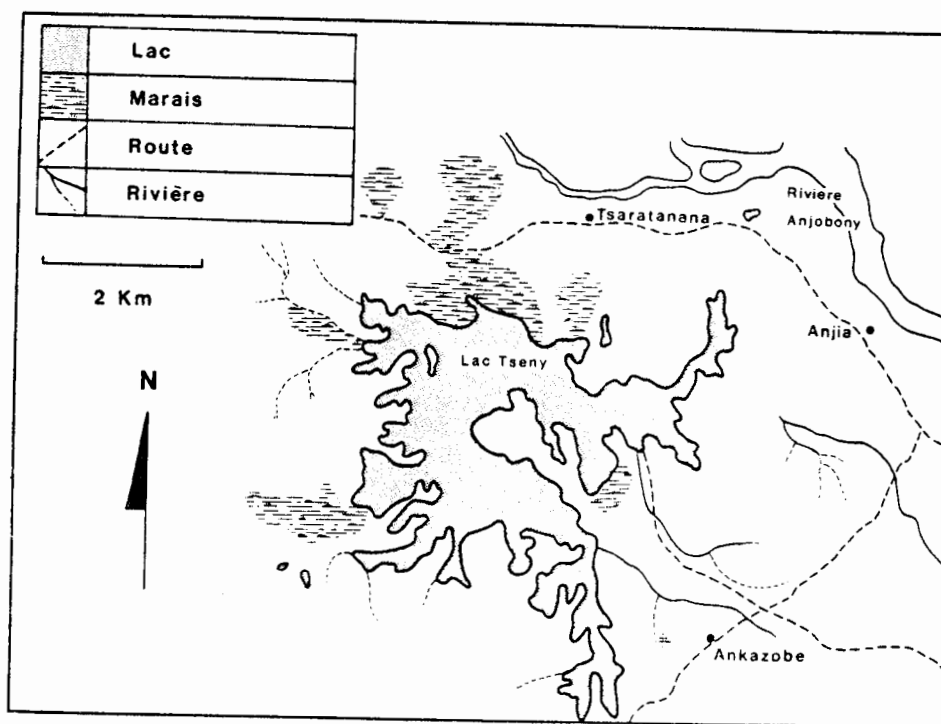 Lac
Marais
Route
Rivière
2 Km
N
Tsaratanana
Rivière
Anjobony
Anjia
Lac Tseny
Ankazobe